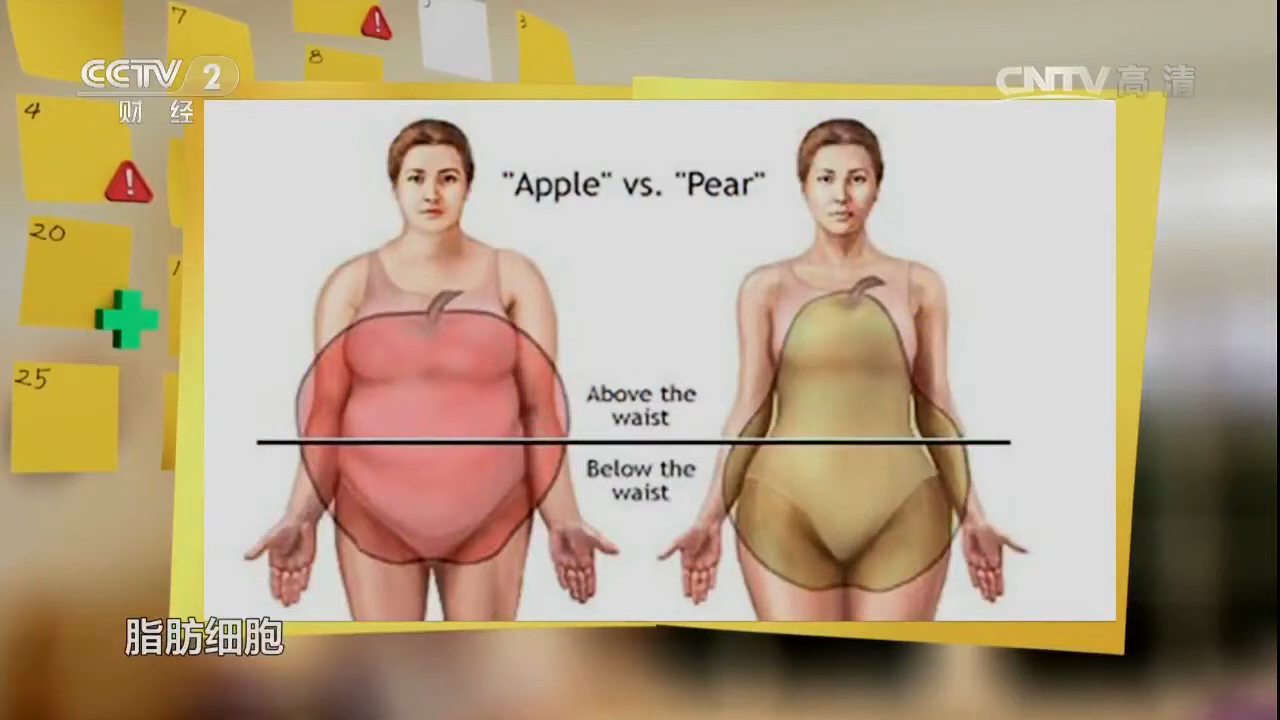 7
3
8
CCTV 2
财经
CNTV高清
4
20
25
"Apple" vs. "Pear"
Above the
waist
Below the
waist
脂肪细胞